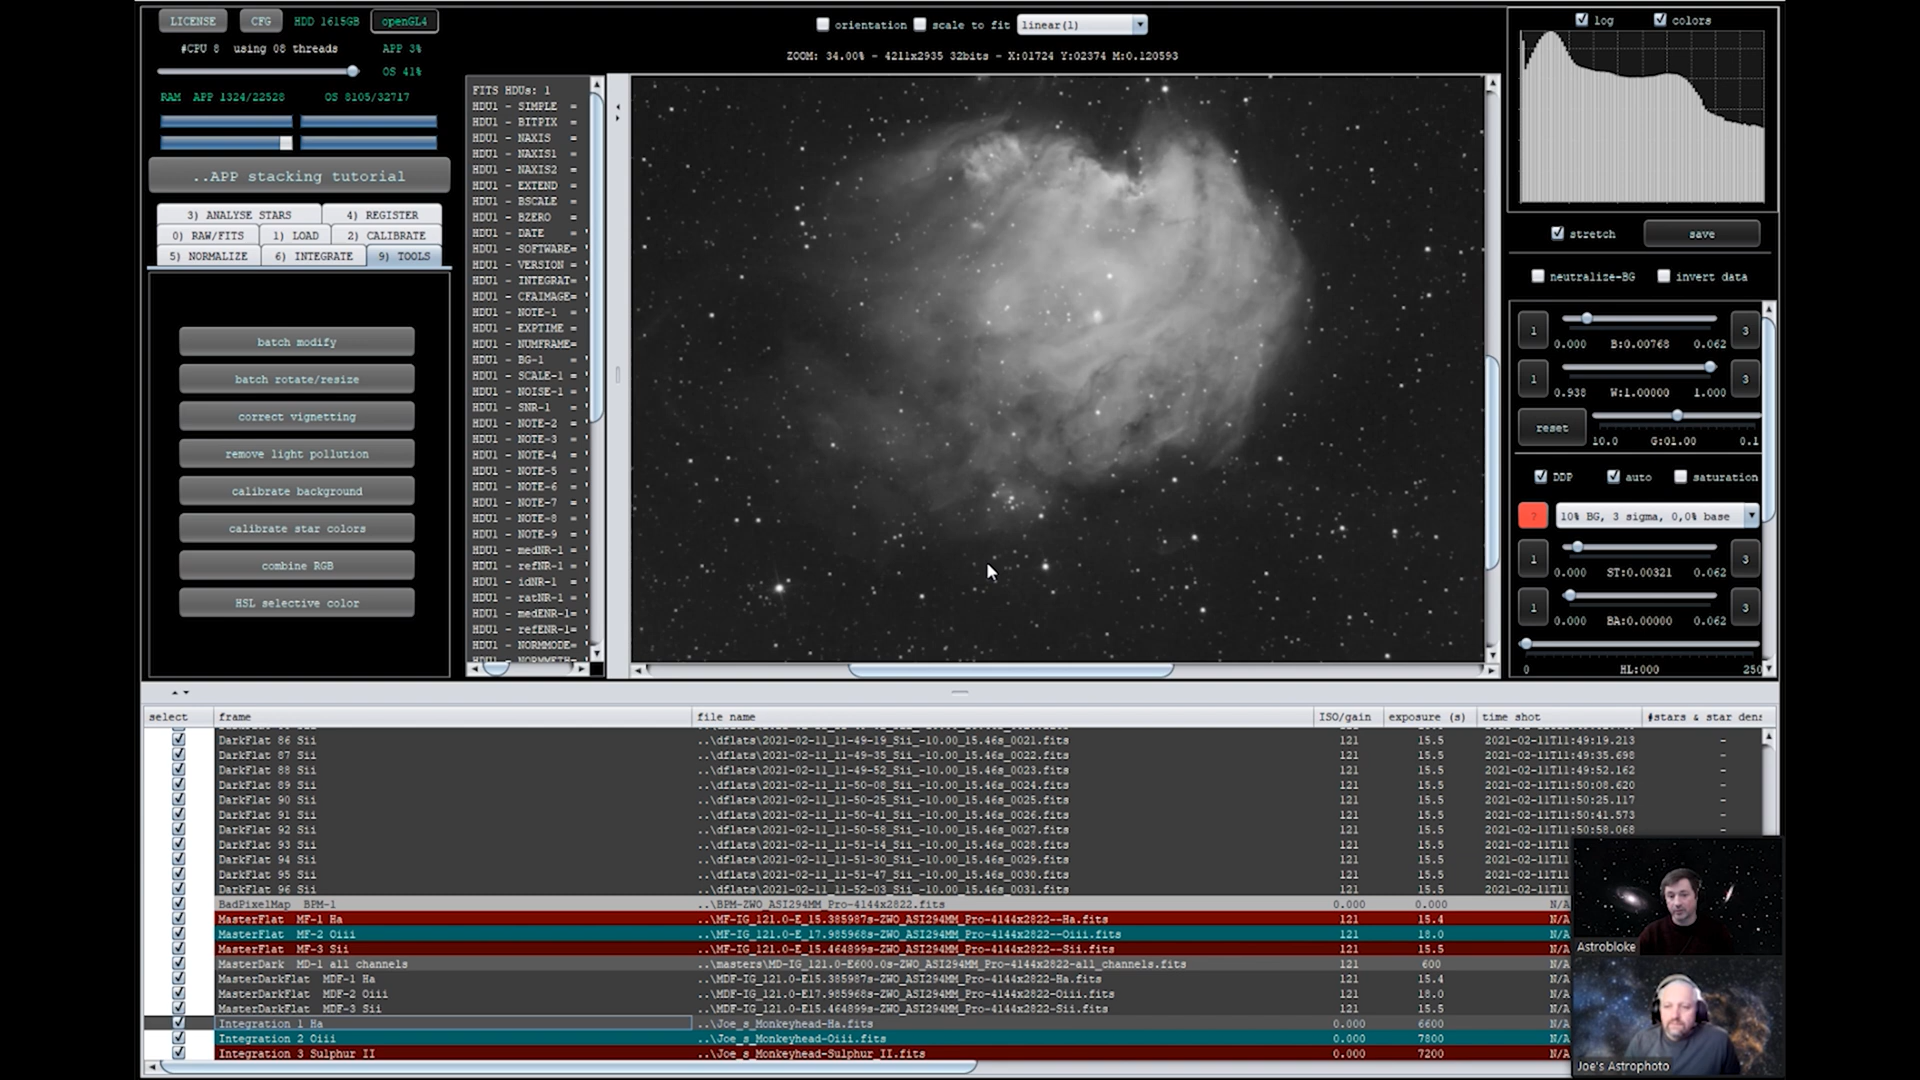 LICENSE CFG HDD 1615GB openGL4
#CPU 8 using 08 threads APP 3%
OS 41%
RAM APP 1324/22528 OS 8105/32717
..APP stacking tutorial
3) ANALYSE STARS 4) REGISTER
0) RAW/FITS 1) LOAD 2) CALIBRATE
5) NORMALIZE 6) INTEGRATE 9) TOOLS
batch modify
batch rotate/resize
correct vignetting
remove light pollution
calibrate background
calibrate star colors
combine RGB
HSL selective color
FITS HDUs: 1
HDU1 - SIMPLE =
HDU1 - BITPIX =
HDU1 - NAXIS =
HDU1 - NAXIS1 =
HDU1 - NAXIS2 =
HDU1 - EXTEND =
HDU1 - BSCALE =
HDU1 - BZERO =
HDU1 - DATE =
HDU1 - SOFTWARE= '
HDU1 - VERSION = '
HDU1 - INTEGRAT= '
HDU1 - CFAIMAGE= '
HDU1 - NOTE-1 = '
HDU1 - EXPTIME =
HDU1 - NUMFRAME= '
HDU1 - BG-1 = '
HDU1 - SCALE-1 = '
HDU1 - NOISE-1 = '
HDU1 - SNR-1 = '
HDU1 - NOTE-2 = '
HDU1 - NOTE-3 = '
HDU1 - NOTE-4 = '
HDU1 - NOTE-5 = '
HDU1 - NOTE-6 = '
HDU1 - NOTE-7 = '
HDU1 - NOTE-8 = '
HDU1 - NOTE-9 = '
HDU1 - medNR-1 = '
HDU1 - refNR-1 = '
HDU1 - idNR-1 = '
HDU1 - ratNR-1 = '
HDU1 - medENR-1= '
HDU1 - refENR-1= '
HDU1 - NORMMODE= '
HDU1 - NORMMETH= '
orientation scale to fit linear(1)
ZOOM: 34.00% - 4211x2935 32bits - X:01724 Y:02374 M:0.120593
log colors
stretch save
neutralize-BG invert data
1 3
0.000 B:0.00768 0.062
1 3
0.938 W:1.00000 1.000
reset
10.0 G:01.00 0.1
DDP auto saturation
? 10% BG, 3 sigma, 0,0% base
1 3
0.000 ST:0.00321 0.062
1 3
0.000 BA:0.00000 0.062
0 HL:000 250
select frame file name ISO/gain exposure (s) time shot #stars & star dens
DarkFlat 86 Sii ..\dflats\2021-02-11_11-49-19_Sii_-10.00_15.46s_0021.fits 121 15.5 2021-02-11T11:49:19.213 -
DarkFlat 87 Sii ..\dflats\2021-02-11_11-49-35_Sii_-10.00_15.46s_0022.fits 121 15.5 2021-02-11T11:49:35.698 -
DarkFlat 88 Sii ..\dflats\2021-02-11_11-49-52_Sii_-10.00_15.46s_0023.fits 121 15.5 2021-02-11T11:49:52.162 -
DarkFlat 89 Sii ..\dflats\2021-02-11_11-50-08_Sii_-10.00_15.46s_0024.fits 121 15.5 2021-02-11T11:50:08.620 -
DarkFlat 90 Sii ..\dflats\2021-02-11_11-50-25_Sii_-10.00_15.46s_0025.fits 121 15.5 2021-02-11T11:50:25.117 -
DarkFlat 91 Sii ..\dflats\2021-02-11_11-50-41_Sii_-10.00_15.46s_0026.fits 121 15.5 2021-02-11T11:50:41.573 -
DarkFlat 92 Sii ..\dflats\2021-02-11_11-50-58_Sii_-10.00_15.46s_0027.fits 121 15.5 2021-02-11T11:50:58.068 -
DarkFlat 93 Sii ..\dflats\2021-02-11_11-51-14_Sii_-10.00_15.46s_0028.fits 121 15.5 2021-02-11T11
DarkFlat 94 Sii ..\dflats\2021-02-11_11-51-30_Sii_-10.00_15.46s_0029.fits 121 15.5 2021-02-11T11
DarkFlat 95 Sii ..\dflats\2021-02-11_11-51-47_Sii_-10.00_15.46s_0030.fits 121 15.5 2021-02-11T11
DarkFlat 96 Sii ..\dflats\2021-02-11_11-52-03_Sii_-10.00_15.46s_0031.fits 121 15.5 2021-02-11T11
BadPixelMap BPM-1 ..\BPM-ZWO_ASI294MM_Pro-4144x2822.fits 0.000 0.000 N/A
MasterFlat MF-1 Ha ..\MF-IG_121.0-E_15.385987s-ZWO_ASI294MM_Pro-4144x2822--Ha.fits 121 15.4 N/A
MasterFlat MF-2 Oiii ..\MF-IG_121.0-E_17.985968s-ZWO_ASI294MM_Pro-4144x2822--Oiii.fits 121 18.0 N/A
MasterFlat MF-3 Sii ..\MF-IG_121.0-E_15.464899s-ZWO_ASI294MM_Pro-4144x2822--Sii.fits 121 15.5 N/A
MasterDark MD-1 all channels ..\masters\MD-IG_121.0-E600.0s-ZWO_ASI294MM_Pro-4144x2822-all_channels.fits 121 600 N/A
MasterDarkFlat MDF-1 Ha ..\MDF-IG_121.0-E15.385987s-ZWO_ASI294MM_Pro-4144x2822-Ha.fits 121 15.4 N/A
MasterDarkFlat MDF-2 Oiii ..\MDF-IG_121.0-E17.985968s-ZWO_ASI294MM_Pro-4144x2822-Oiii.fits 121 18.0 N/A
MasterDarkFlat MDF-3 Sii ..\MDF-IG_121.0-E15.464899s-ZWO_ASI294MM_Pro-4144x2822-Sii.fits 121 15.5 N/A
Integration 1 Ha ..\Joe_s_Monkeyhead-Ha.fits 0.000 6600 N/A
Integration 2 Oiii ..\Joe_s_Monkeyhead-Oiii.fits 0.000 7800 N/A
Integration 3 Sulphur II ..\Joe_s_Monkeyhead-Sulphur_II.fits 0.000 7200 N/A
Astrobloke
Joe's Astrophoto